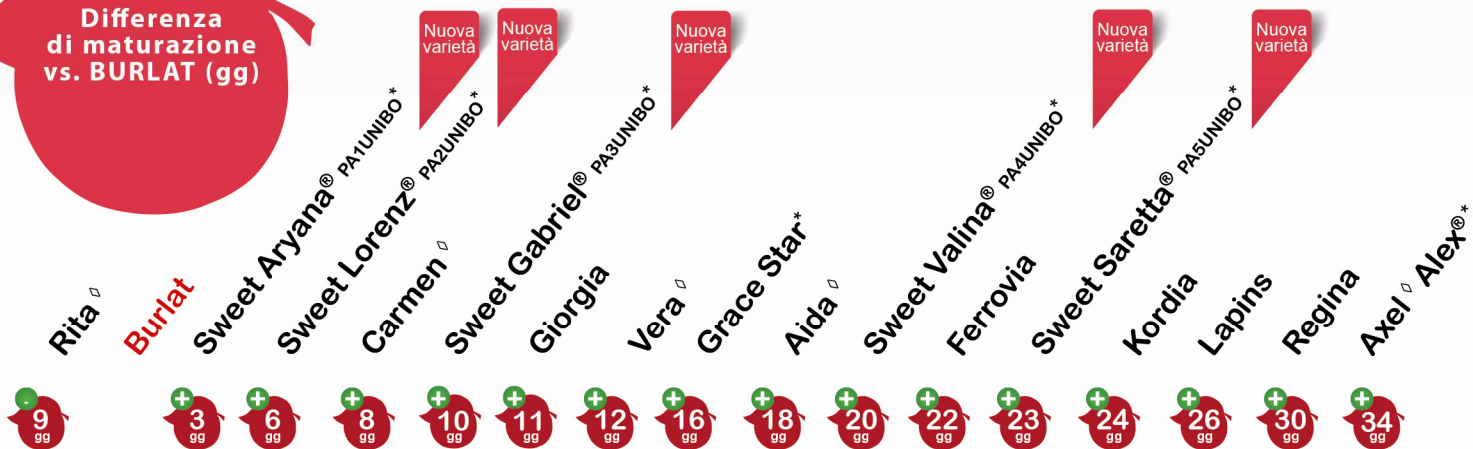 Differenza
di maturazione
vs. BURLAT (gg)
Nuova
varietà
Nuova
varietà
Nuova
varietà
Nuova
varietà
Nuova
varietà
Rita ◊
Burlat
Sweet Aryana® PA1UNIBO*
Sweet Lorenz® PA2UNIBO*
Carmen ◊
Sweet Gabriel® PA3UNIBO*
Giorgia
Vera ◊
Grace Star*
Aida ◊
Sweet Valina® PA4UNIBO*
Ferrovia
Sweet Saretta® PA5UNIBO*
Kordia
Lapins
Regina
Axel ◊ Alex®*
- 9 gg
+ 3 gg
+ 6 gg
+ 8 gg
+ 10 gg
+ 11 gg
+ 12 gg
+ 16 gg
+ 18 gg
+ 20 gg
+ 22 gg
+ 23 gg
+ 24 gg
+ 26 gg
+ 30 gg
+ 34 gg